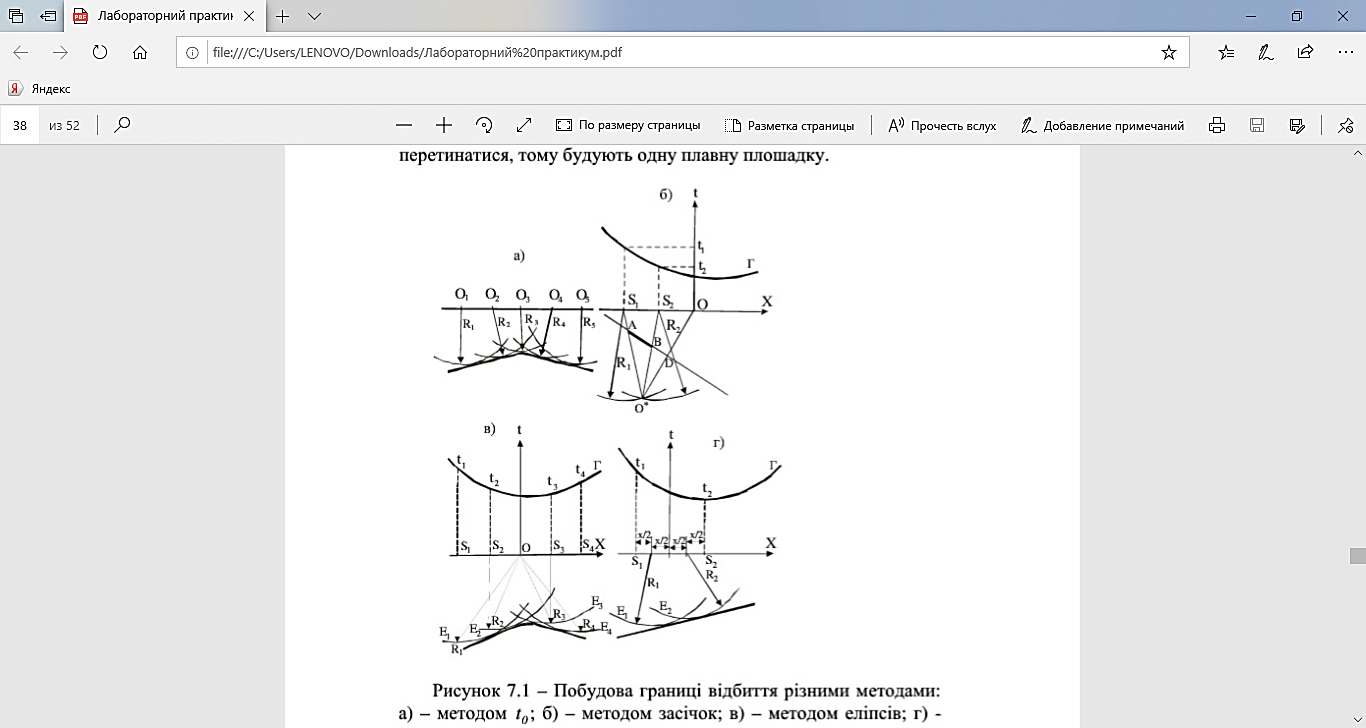 Лабораторний практик
file:///C:/Users/LENOVO/Downloads/Лабораторний%20практикум.pdf
Яндекс
38 из 52
По размеру страницы
Разметка страницы
Прочесть вслух
Добавление примечаний
перетинатися, тому будують одну плавну площадку.
б) t
t₁
а) t₂ Г
O₁ O₂ O₃ O₄ O₅ S₁ S₂ O X
R₁ R₂ R₃ R₄ R₅ A R₂
B
R₁ D
O*
в) t t г)
t₁ t₂ t₃ t₄ Г t₁ t₂ Г
x/2 x/2 x/2 x/2
S₁ S₂ O S₃ S₄ X S₁ S₂ X
R₁ R₂
E₁ E₂ R₂ R₃ E₃ E₁ E₂
R₁ R₄ E₄
Рисунок 7.1 – Побудова границі відбиття різними методами:
а) – методом t₀; б) – методом засічок; в) – методом еліпсів; г) -